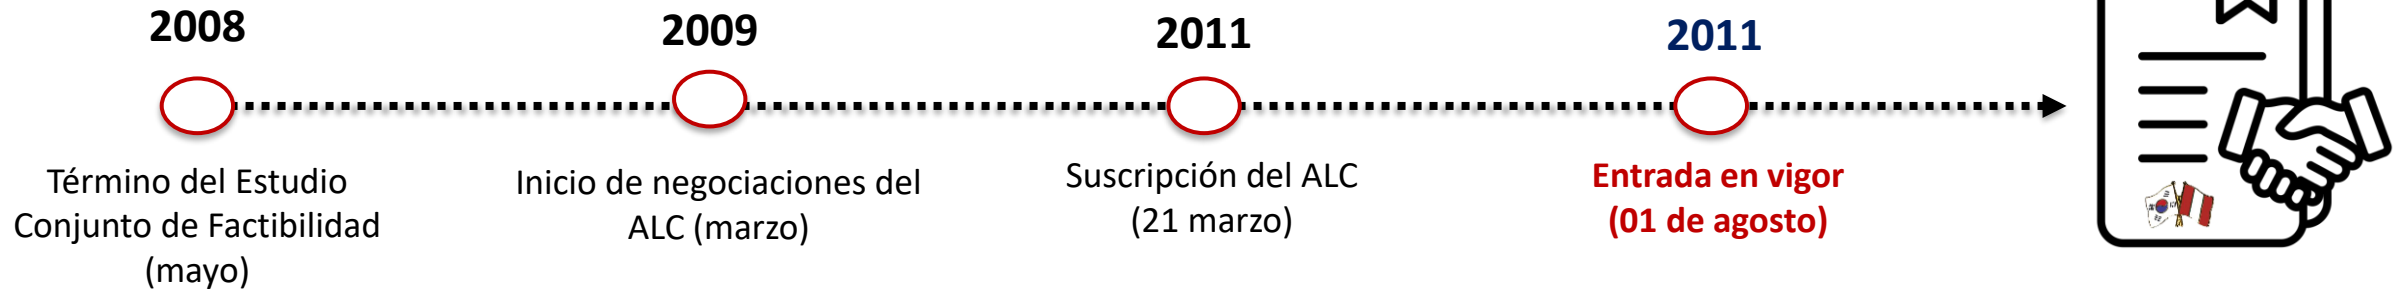 2008
Término del Estudio
Conjunto de Factibilidad
(mayo)
2009
Inicio de negociaciones del
ALC (marzo)
2011
Suscripción del ALC
(21 marzo)
2011
Entrada en vigor
(01 de agosto)